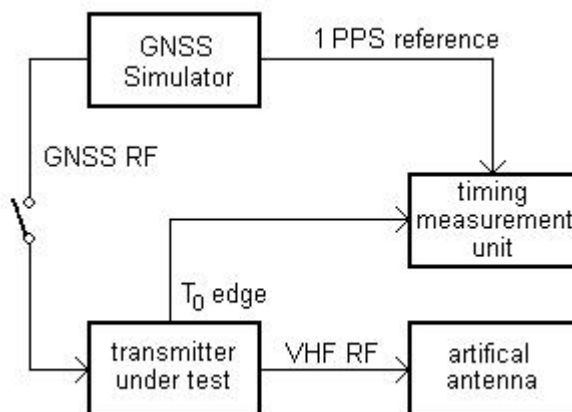 GNSS
Simulator
1 PPS reference
GNSS RF
timing
measurement
unit
T0 edge
transmitter
under test
VHF RF
artifical
antenna